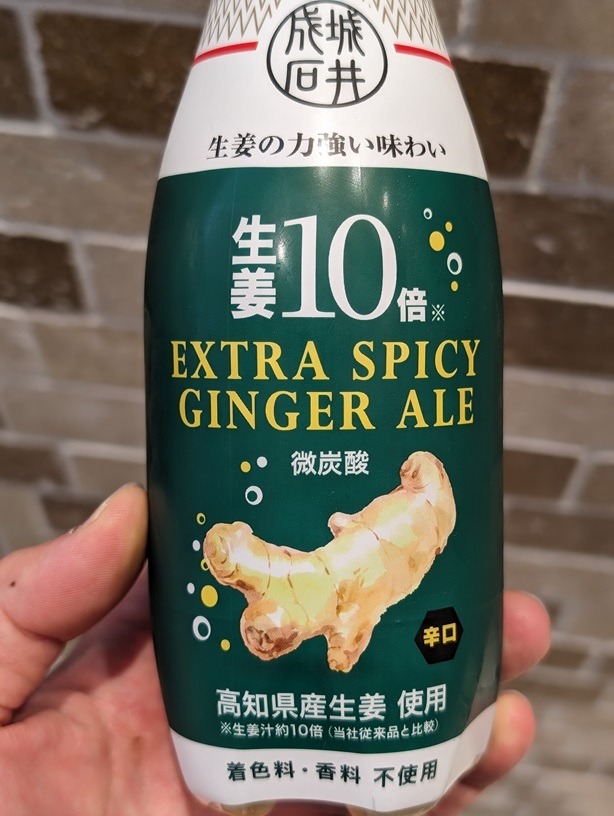 成城
石井
生姜の力強い味わい
生姜10倍※
EXTRA SPICY
GINGER ALE
微炭酸
辛口
高知県産生姜 使用
※生姜汁約10倍（当社従来品と比較）
着色料・香料 不使用